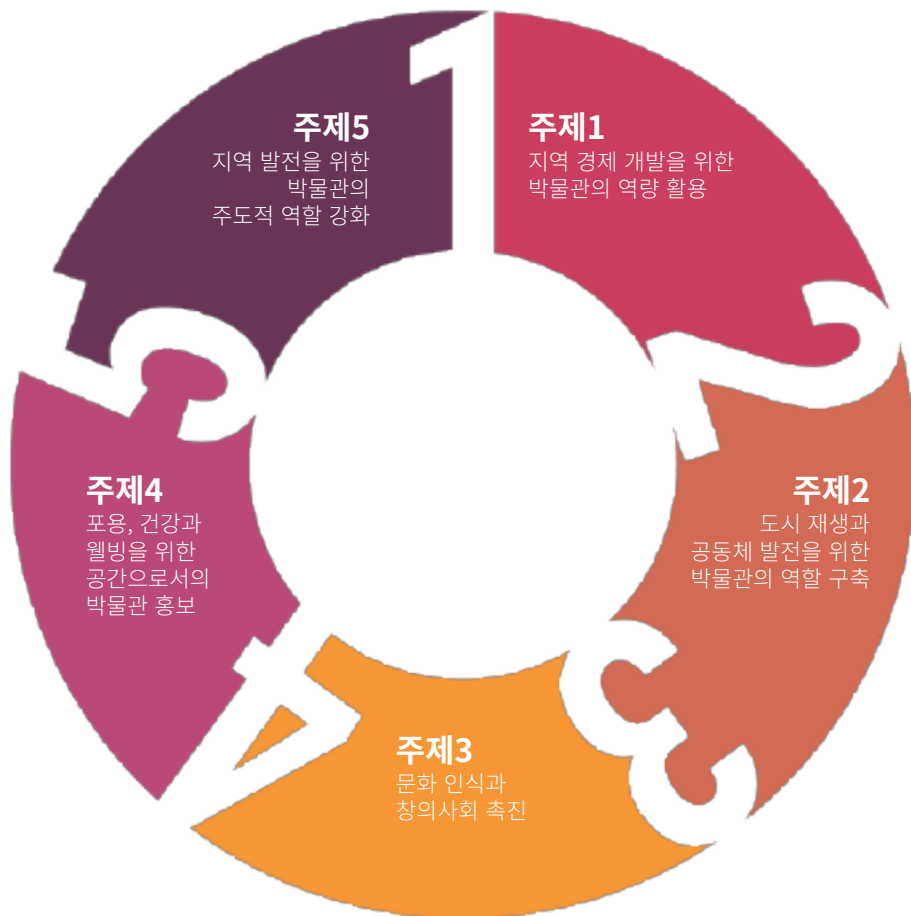 1
주제1
지역 경제 개발을 위한
박물관의 역량 활용
2
주제2
도시 재생과
공동체 발전을 위한
박물관의 역할 구축
3
주제3
문화 인식과
창의사회 촉진
4
주제4
포용, 건강과
웰빙을 위한
공간으로서의
박물관 홍보
5
주제5
지역 발전을 위한
박물관의
주도적 역할 강화